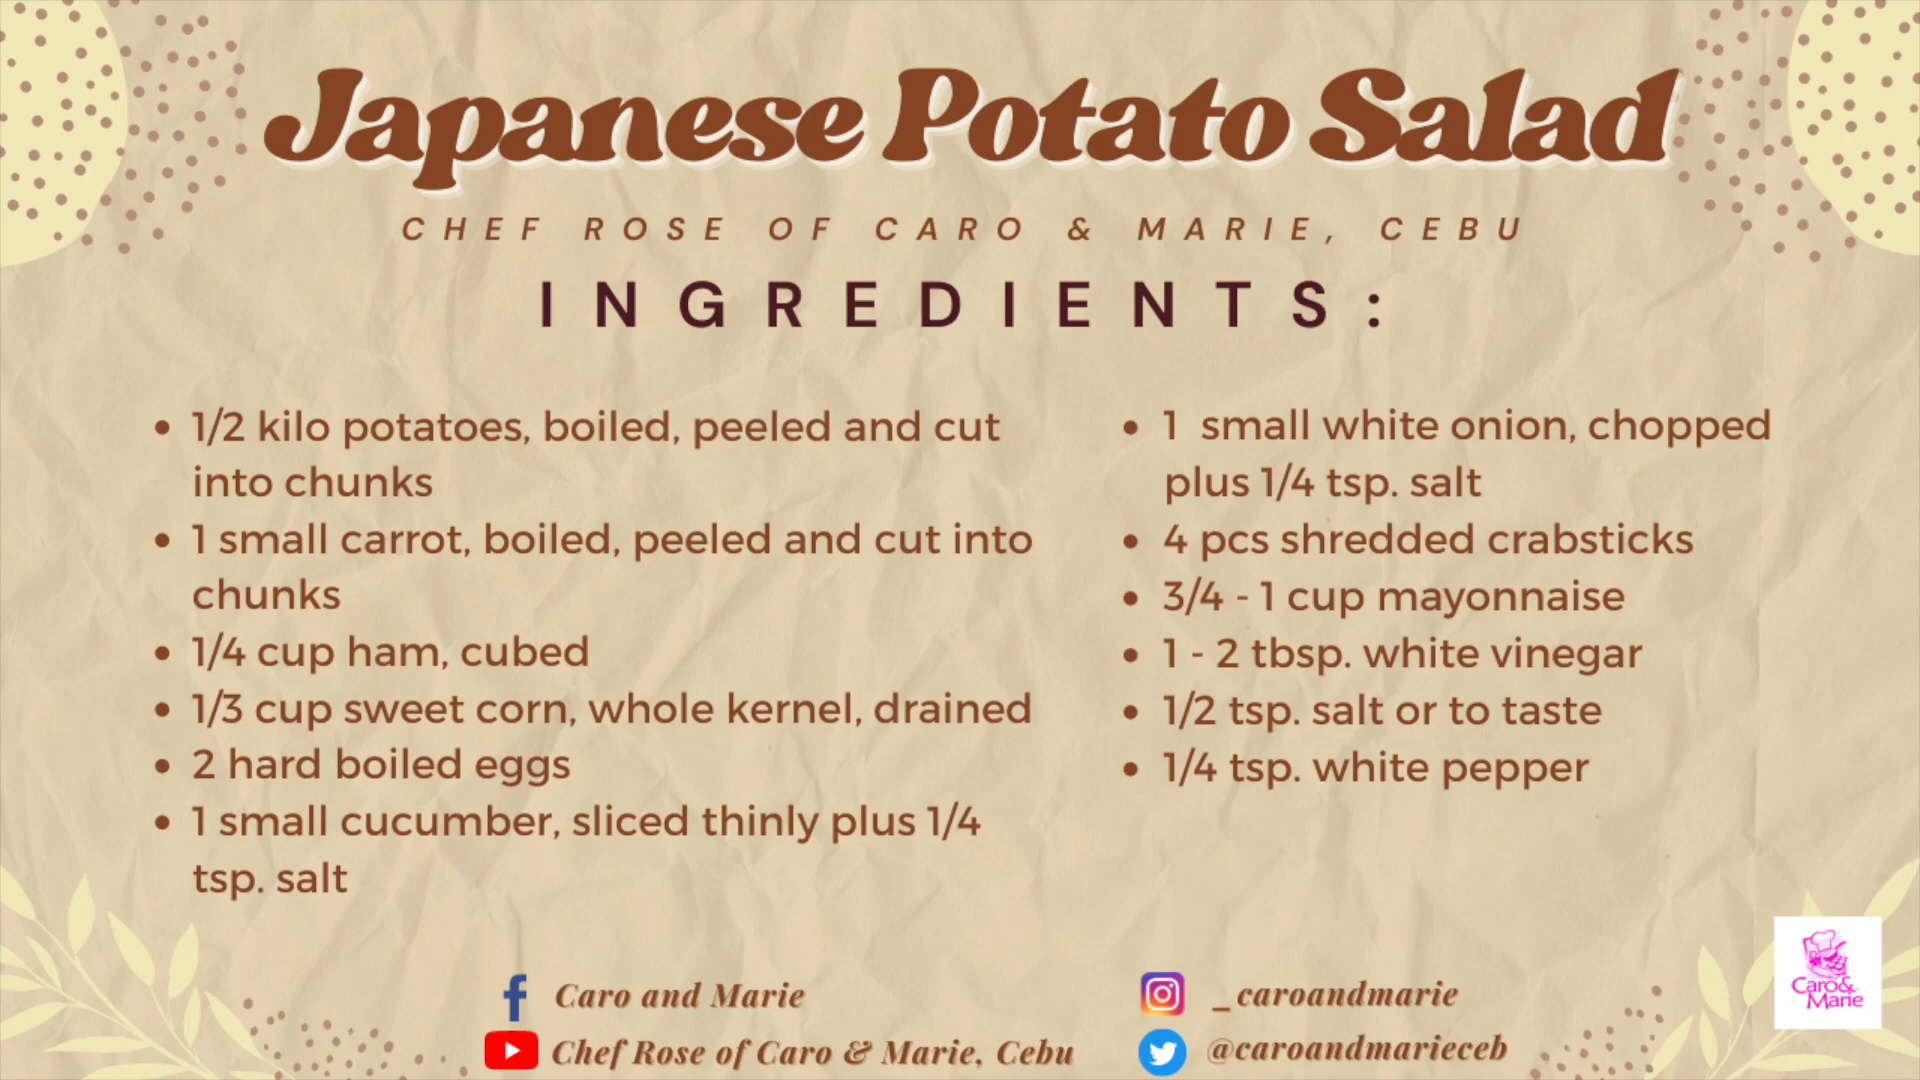 Japanese Potato Salad
CHEF ROSE OF CARO & MARIE, CEBU
INGREDIENTS:
• 1/2 kilo potatoes, boiled, peeled and cut
into chunks
• 1 small carrot, boiled, peeled and cut into
chunks
• 1/4 cup ham, cubed
• 1/3 cup sweet corn, whole kernel, drained
• 2 hard boiled eggs
• 1 small cucumber, sliced thinly plus 1/4
tsp. salt
• 1 small white onion, chopped
plus 1/4 tsp. salt
• 4 pcs shredded crabsticks
• 3/4 - 1 cup mayonnaise
• 1 - 2 tbsp. white vinegar
• 1/2 tsp. salt or to taste
• 1/4 tsp. white pepper
Caro and Marie
Chef Rose of Caro & Marie, Cebu
_caroandmarie
@caroandmarieceb
Caro&
Marie